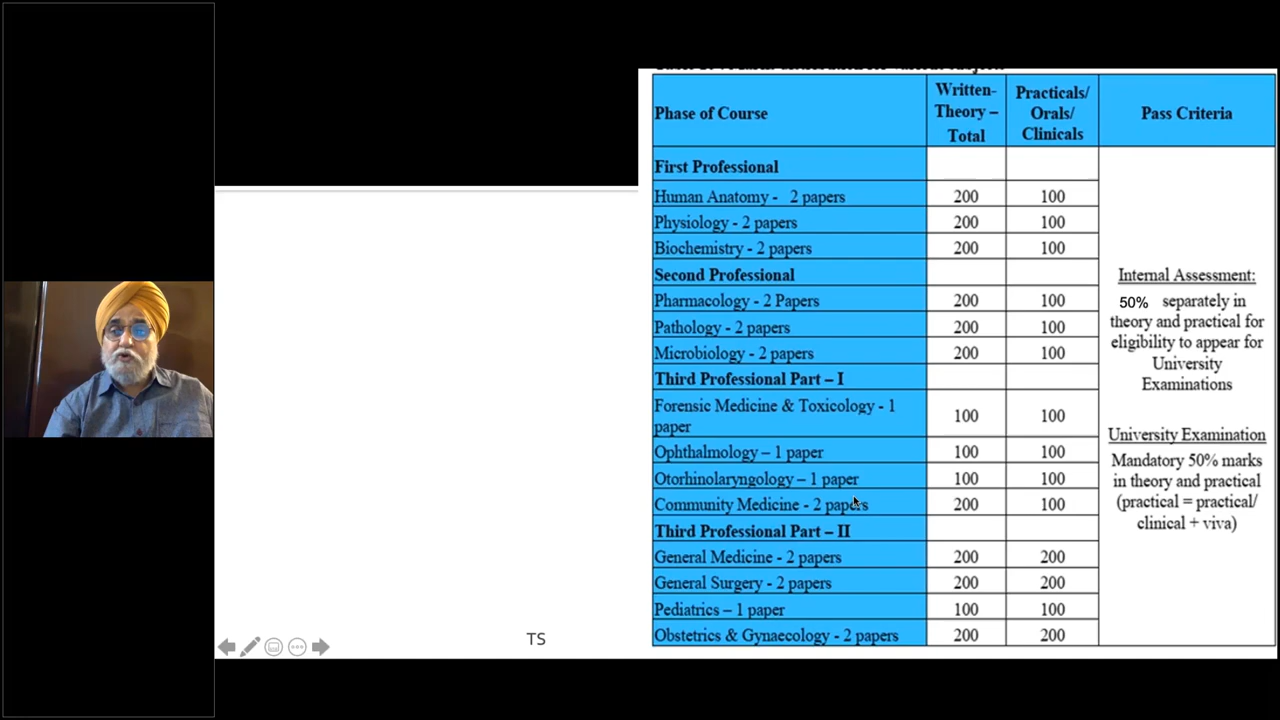 Phase of Course
Written-
Theory –
Total
Practicals/
Orals/
Clinicals
Pass Criteria
First Professional
Human Anatomy - 2 papers 200 100
Physiology - 2 papers 200 100
Biochemistry - 2 papers 200 100
Second Professional
Pharmacology - 2 Papers 200 100
Pathology - 2 papers 200 100
Microbiology - 2 papers 200 100
Third Professional Part – I
Forensic Medicine & Toxicology - 1
paper 100 100
Ophthalmology – 1 paper 100 100
Otorhinolaryngology – 1 paper 100 100
Community Medicine - 2 papers 200 100
Third Professional Part – II
General Medicine - 2 papers 200 200
General Surgery - 2 papers 200 200
Pediatrics – 1 paper 100 100
Obstetrics & Gynaecology - 2 papers 200 200
Internal Assessment:
50% separately in
theory and practical for
eligibility to appear for
University
Examinations
University Examination
Mandatory 50% marks
in theory and practical
(practical = practical/
clinical + viva)
TS